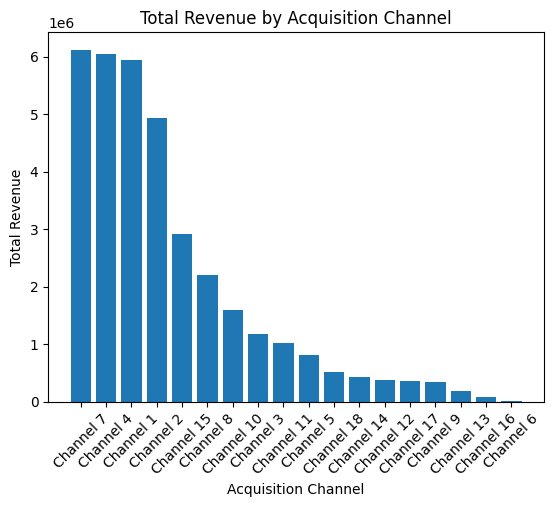 Total Revenue by Acquisition Channel
1e6
6
5
4
3
2
1
0
Total Revenue
Channel 7
Channel 4
Channel 1
Channel 2
Channel 15
Channel 8
Channel 10
Channel 3
Channel 11
Channel 5
Channel 18
Channel 14
Channel 12
Channel 17
Channel 9
Channel 13
Channel 16
Channel 6
Acquisition Channel